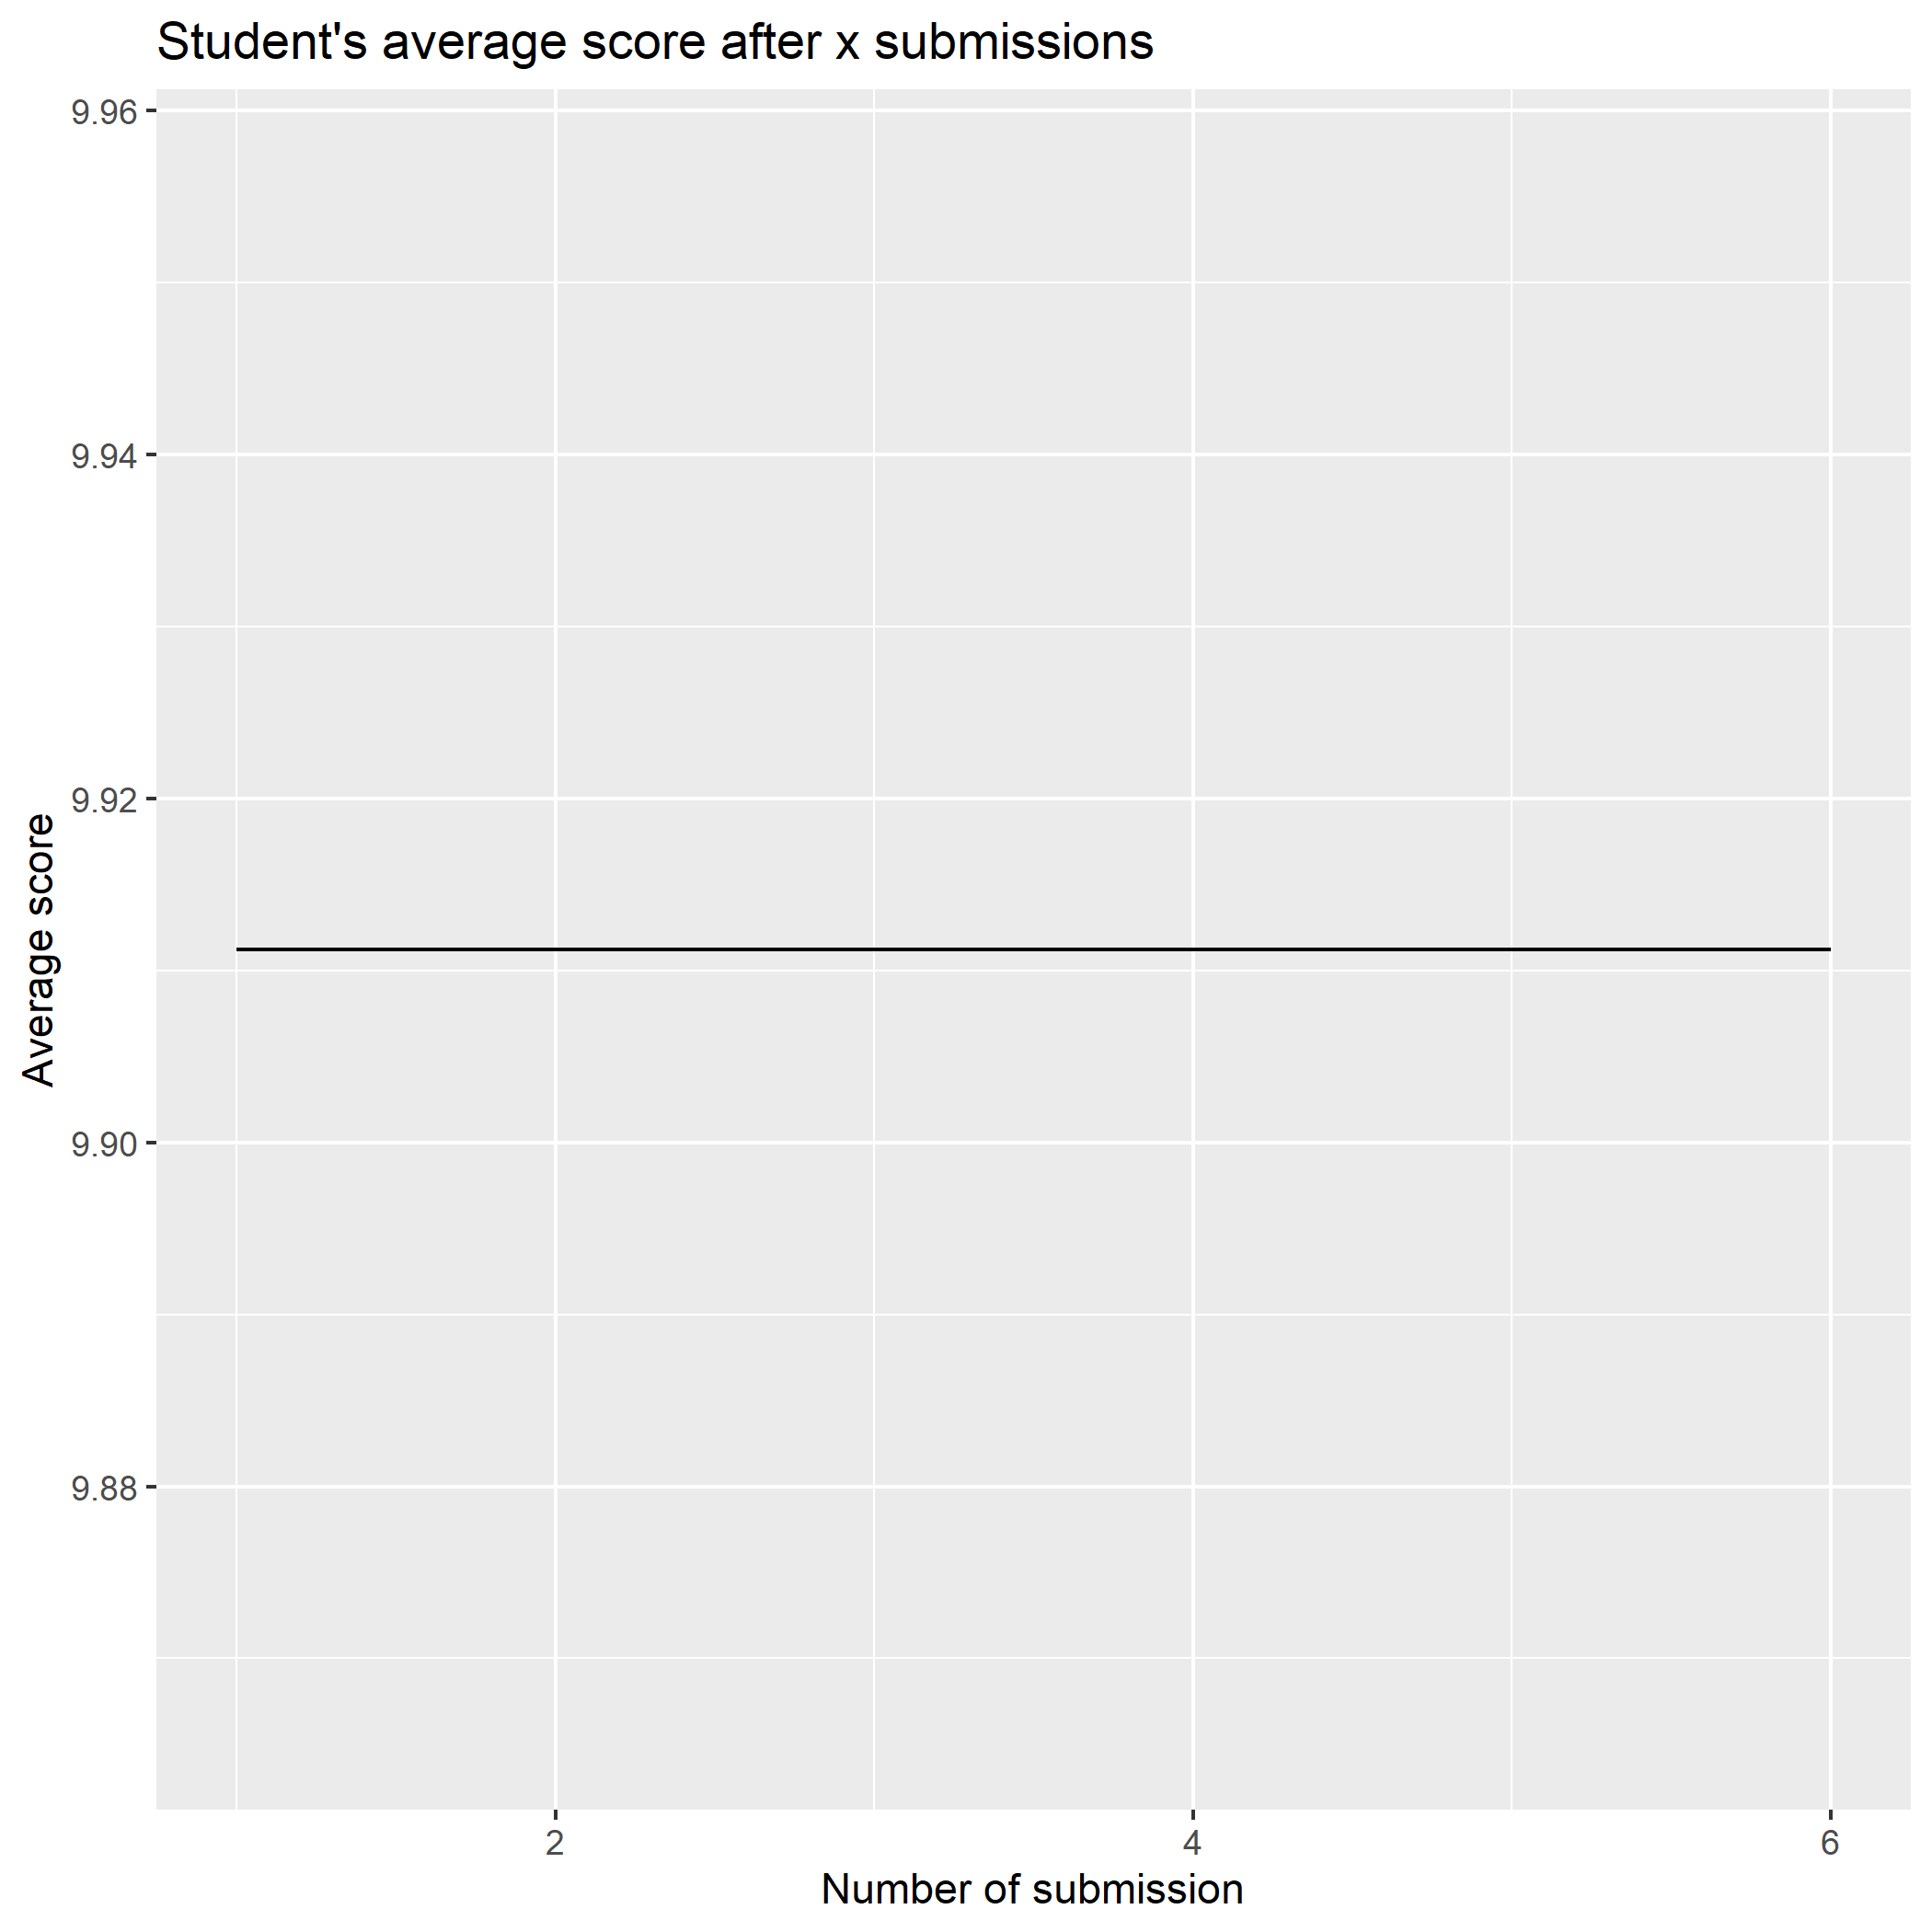 Student's average score after x submissions
9.96
9.94
9.92
9.90
9.88
Average score
2
4
6
Number of submission